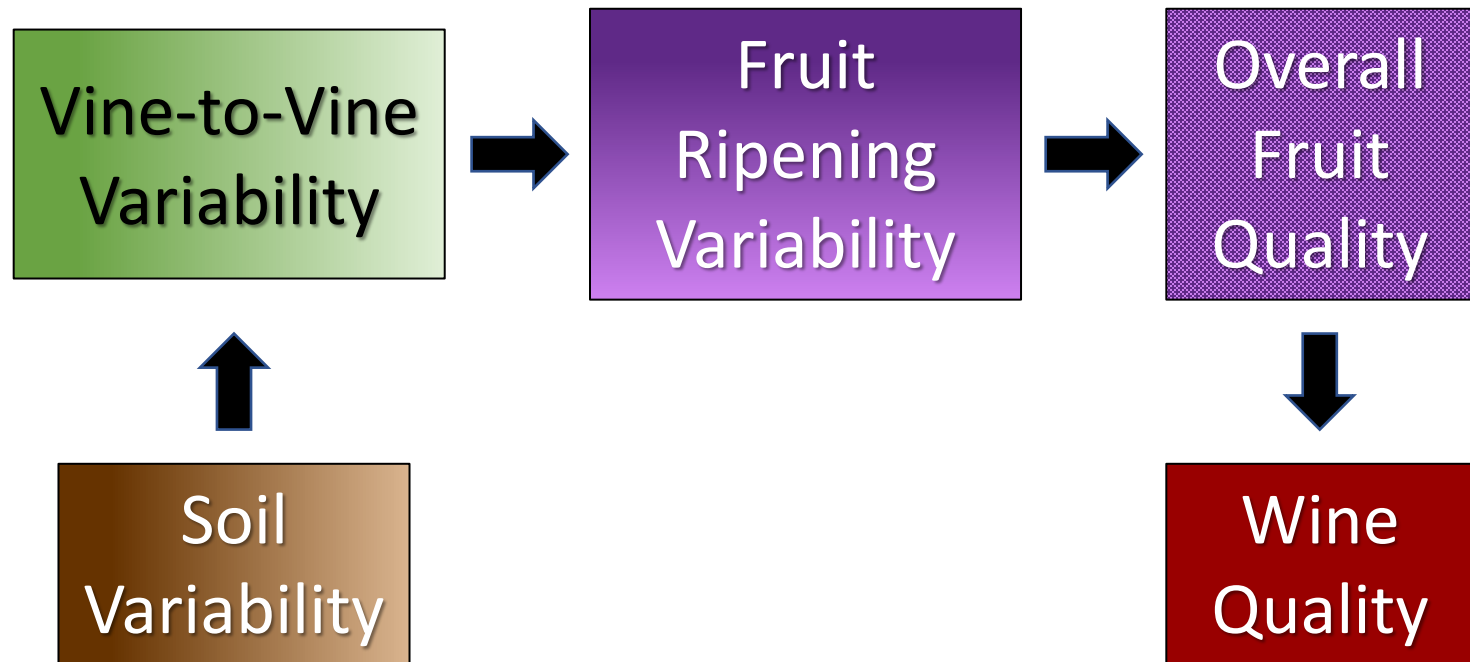 Vine-to-Vine
Variability
Fruit
Ripening
Variability
Overall
Fruit
Quality
Soil
Variability
Wine
Quality